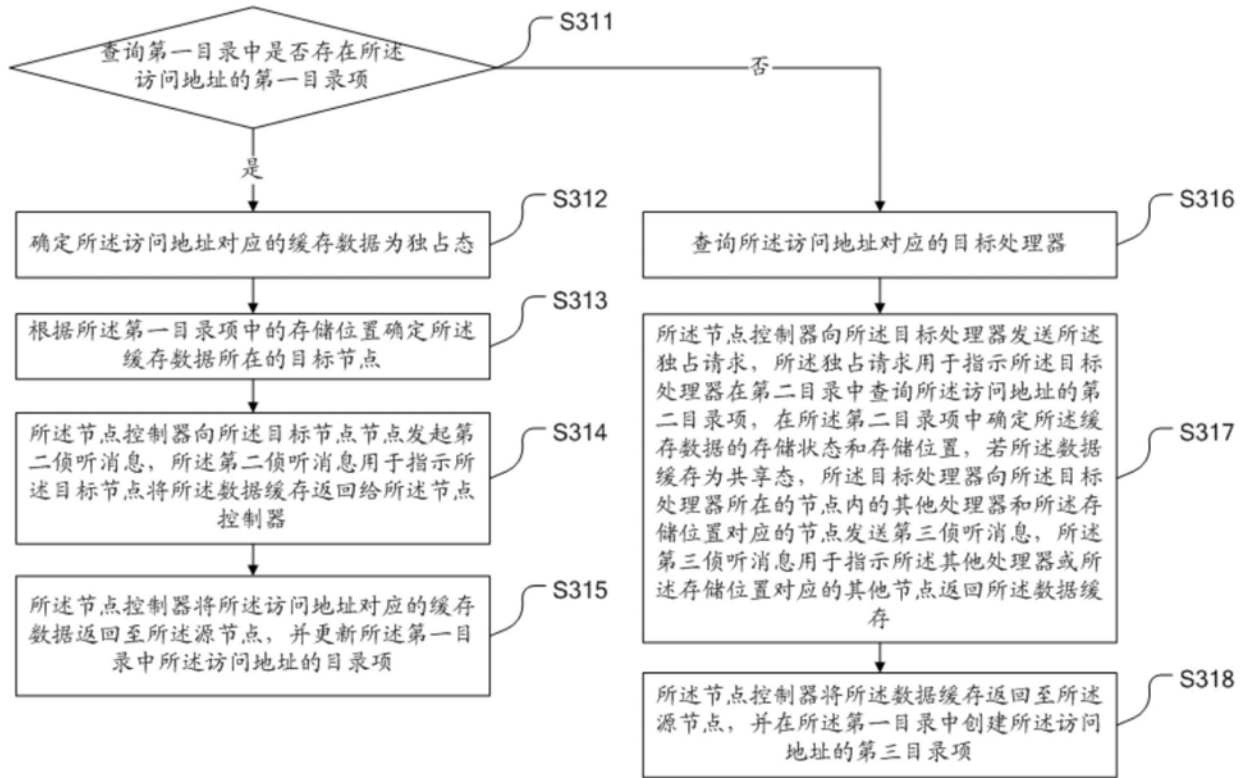 S311
查询第一目录中是否存在所述
访问地址的第一目录项
否
是
S312
确定所述访问地址对应的缓存数据为独占态
S313
根据所述第一目录项中的存储位置确定所述
缓存数据所在的目标节点
S314
所述节点控制器向所述目标节点节点发起第
二侦听消息，所述第二侦听消息用于指示所
述目标节点将所述数据缓存返回给所述节点
控制器
S315
所述节点控制器将所述访问地址对应的缓存
数据返回至所述源节点，并更新所述第一目
录中所述访问地址的目录项
S316
查询所述访问地址对应的目标处理器
S317
所述节点控制器向所述目标处理器发送所述
独占请求，所述独占请求用于指示所述目标
处理器在第二目录中查询所述访问地址的第
二目录项，在所述第二目录项中确定所述缓
存数据的存储状态和存储位置，若所述数据
缓存为共享态，所述目标处理器向所述目标
处理器所在的节点内的其他处理器和所述存
储位置对应的节点发送第三侦听消息，所述
第三侦听消息用于指示所述其他处理器或所
述存储位置对应的其他节点返回所述数据缓
存
S318
所述节点控制器将所述数据缓存返回至所述
源节点，并在所述第一目录中创建所述访问
地址的第三目录项